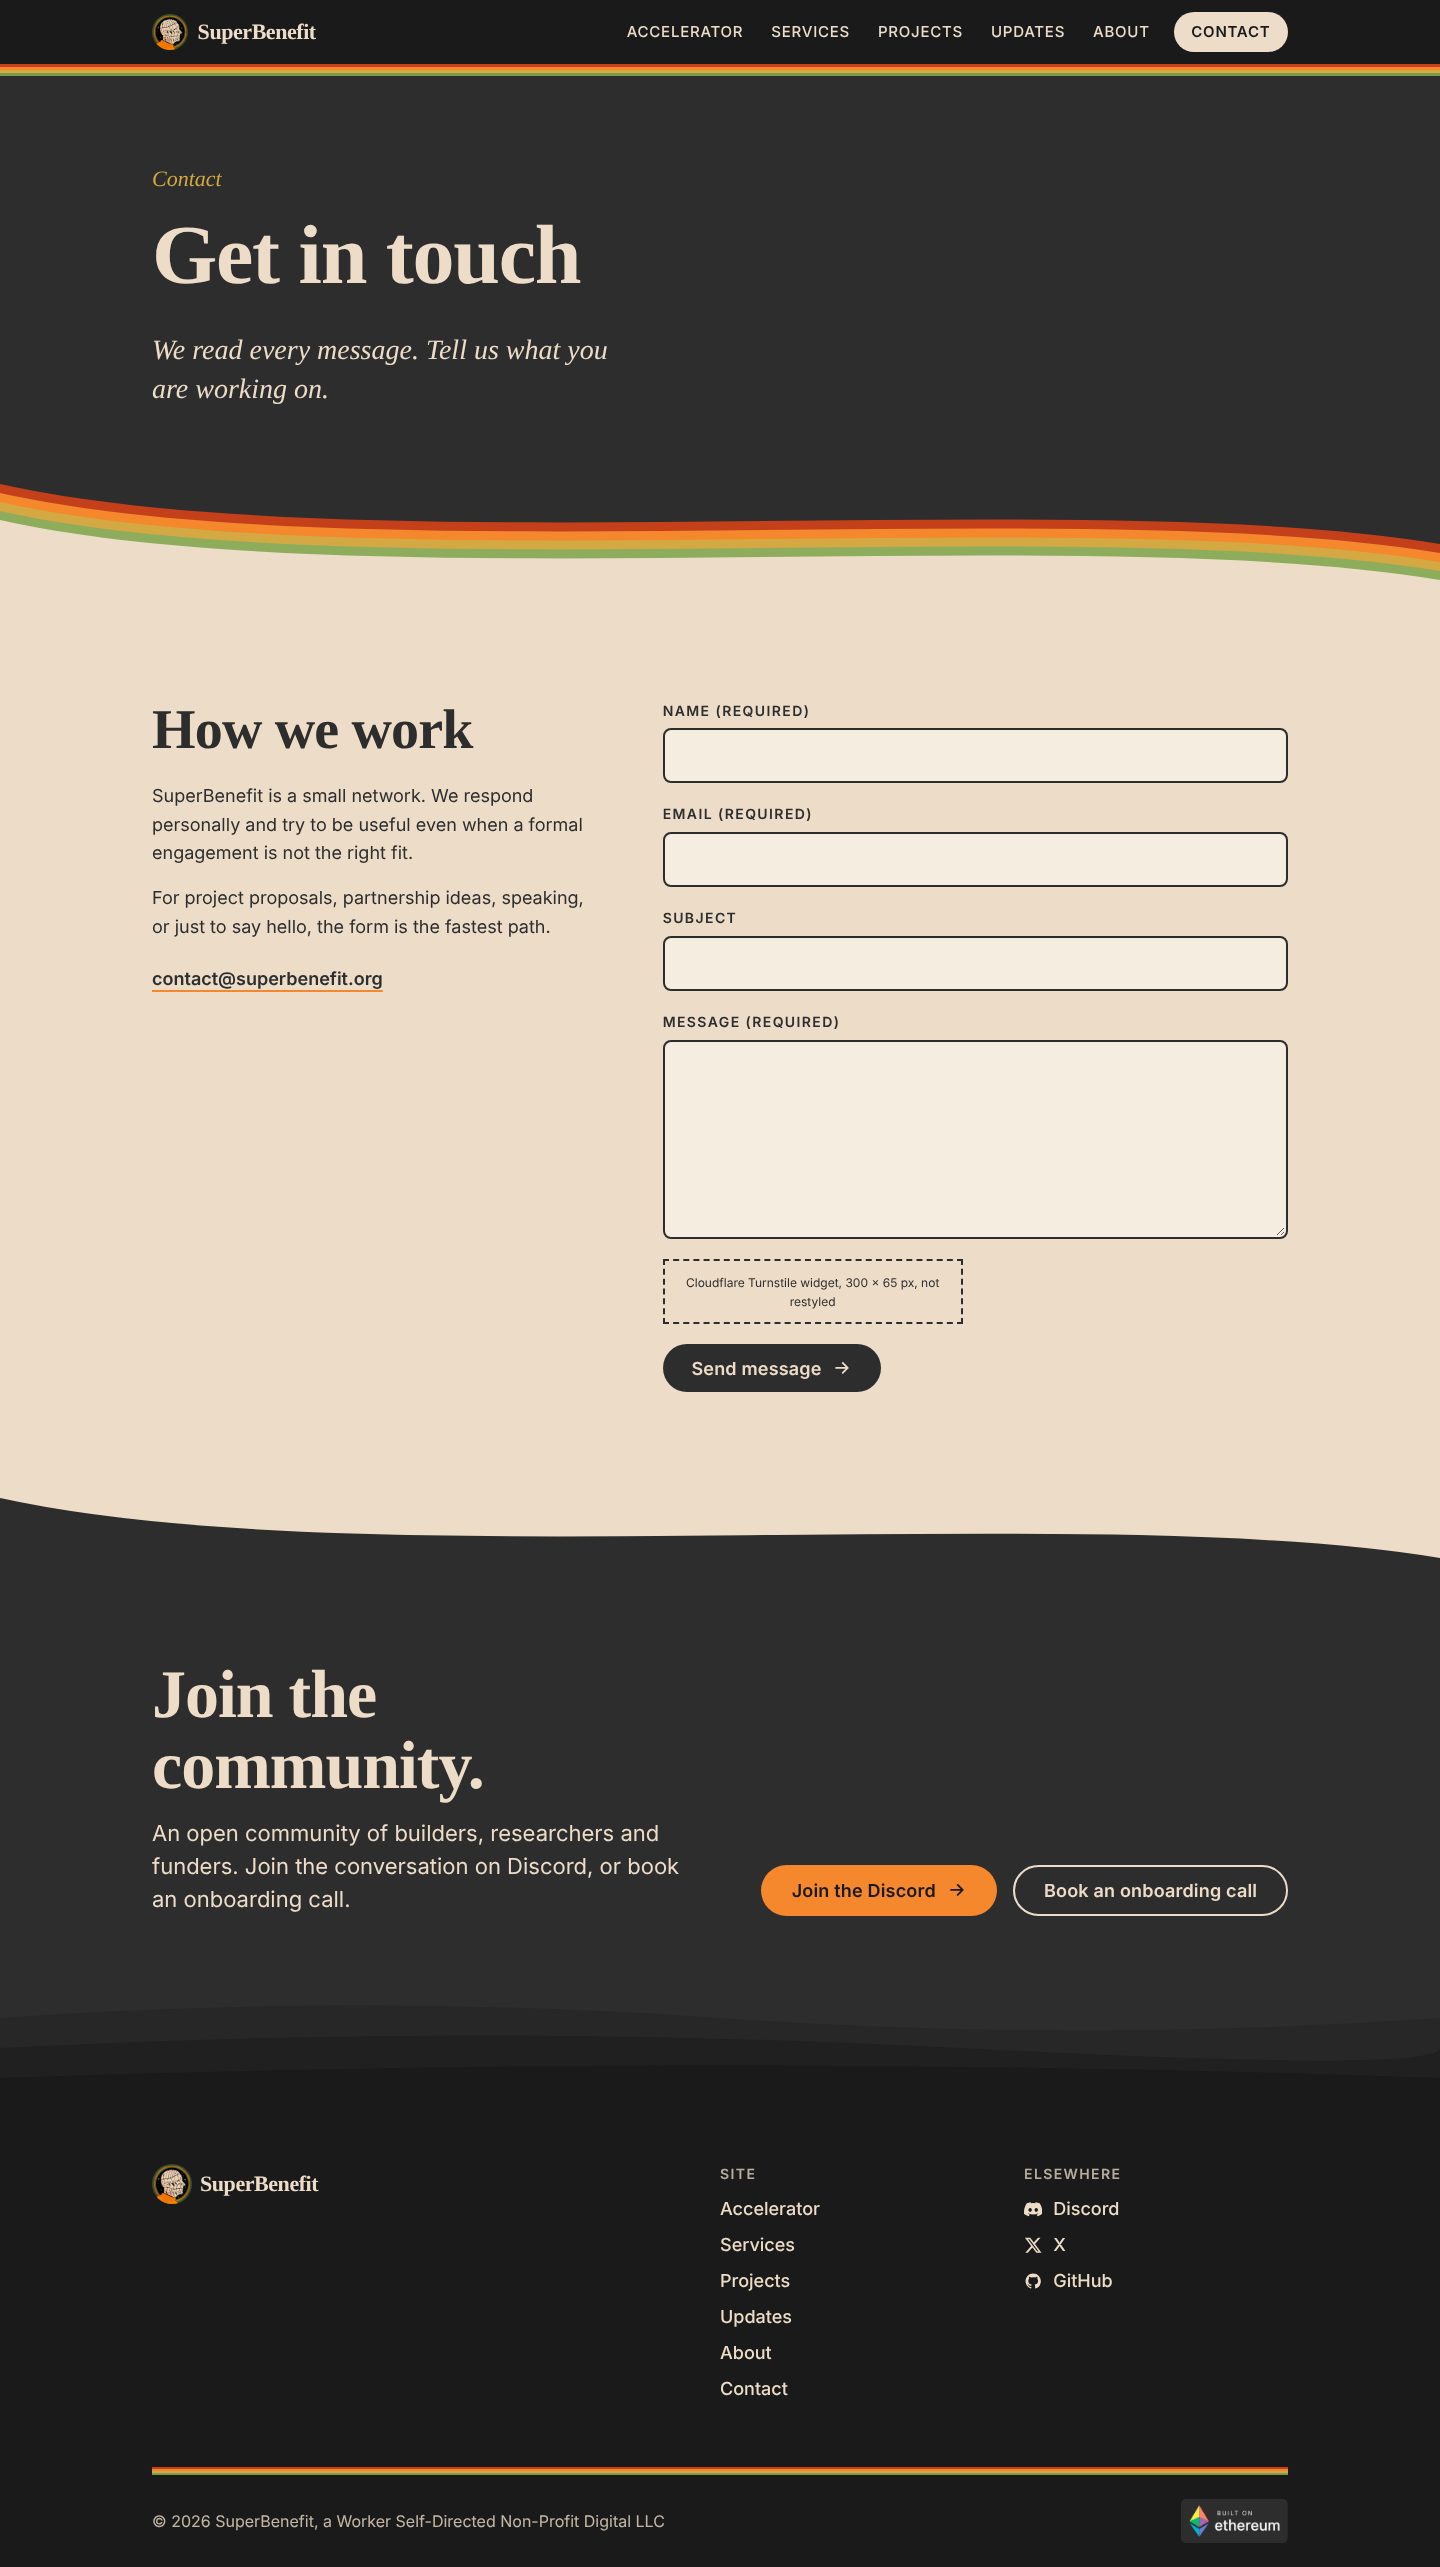 SuperBenefit
ACCELERATOR
SERVICES
PROJECTS
UPDATES
ABOUT
CONTACT
Contact
Get in touch
We read every message. Tell us what you
are working on.
How we work
SuperBenefit is a small network. We respond
personally and try to be useful even when a formal
engagement is not the right fit.
For project proposals, partnership ideas, speaking,
or just to say hello, the form is the fastest path.
contact@superbenefit.org
NAME (REQUIRED)
EMAIL (REQUIRED)
SUBJECT
MESSAGE (REQUIRED)
Cloudflare Turnstile widget, 300 × 65 px, not
restyled
Send message →
Join the
community.
An open community of builders, researchers and
funders. Join the conversation on Discord, or book
an onboarding call.
Join the Discord →
Book an onboarding call
SuperBenefit
SITE
Accelerator
Services
Projects
Updates
About
Contact
ELSEWHERE
Discord
X
GitHub
© 2026 SuperBenefit, a Worker Self-Directed Non-Profit Digital LLC
BUILT ON
ethereum